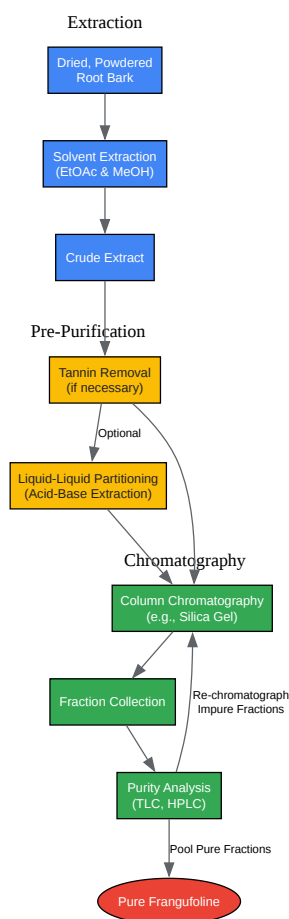 Extraction
Dried, Powdered
Root Bark
Solvent Extraction
(EtOAc & MeOH)
Crude Extract
Pre-Purification
Tannin Removal
(if necessary)
Optional
Liquid-Liquid Partitioning
(Acid-Base Extraction)
Chromatography
Column Chromatography
(e.g., Silica Gel)
Fraction Collection
Re-chromatograph
Impure Fractions
Purity Analysis
(TLC, HPLC)
Pool Pure Fractions
Pure Frangufoline